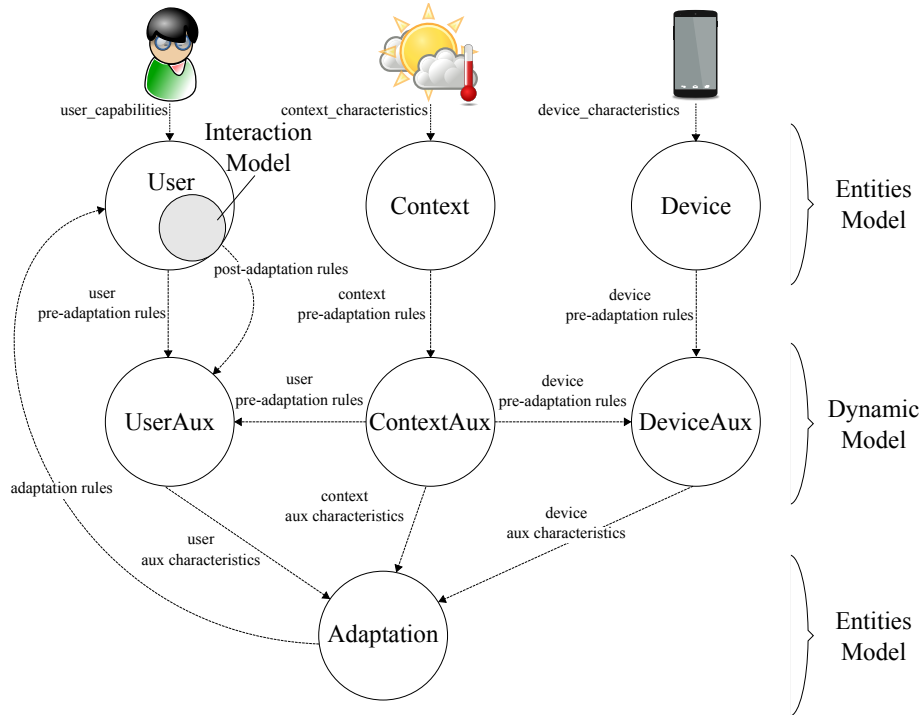 user_capabilities
context_characteristics
device_characteristics
Interaction
Model
User
Context
Device
Entities
Model
post-adaptation rules
user
pre-adaptation rules
context
pre-adaptation rules
device
pre-adaptation rules
user
pre-adaptation rules
device
pre-adaptation rules
UserAux
ContextAux
DeviceAux
Dynamic
Model
adaptation rules
user
aux characteristics
context
aux characteristics
device
aux characteristics
Adaptation
Entities
Model